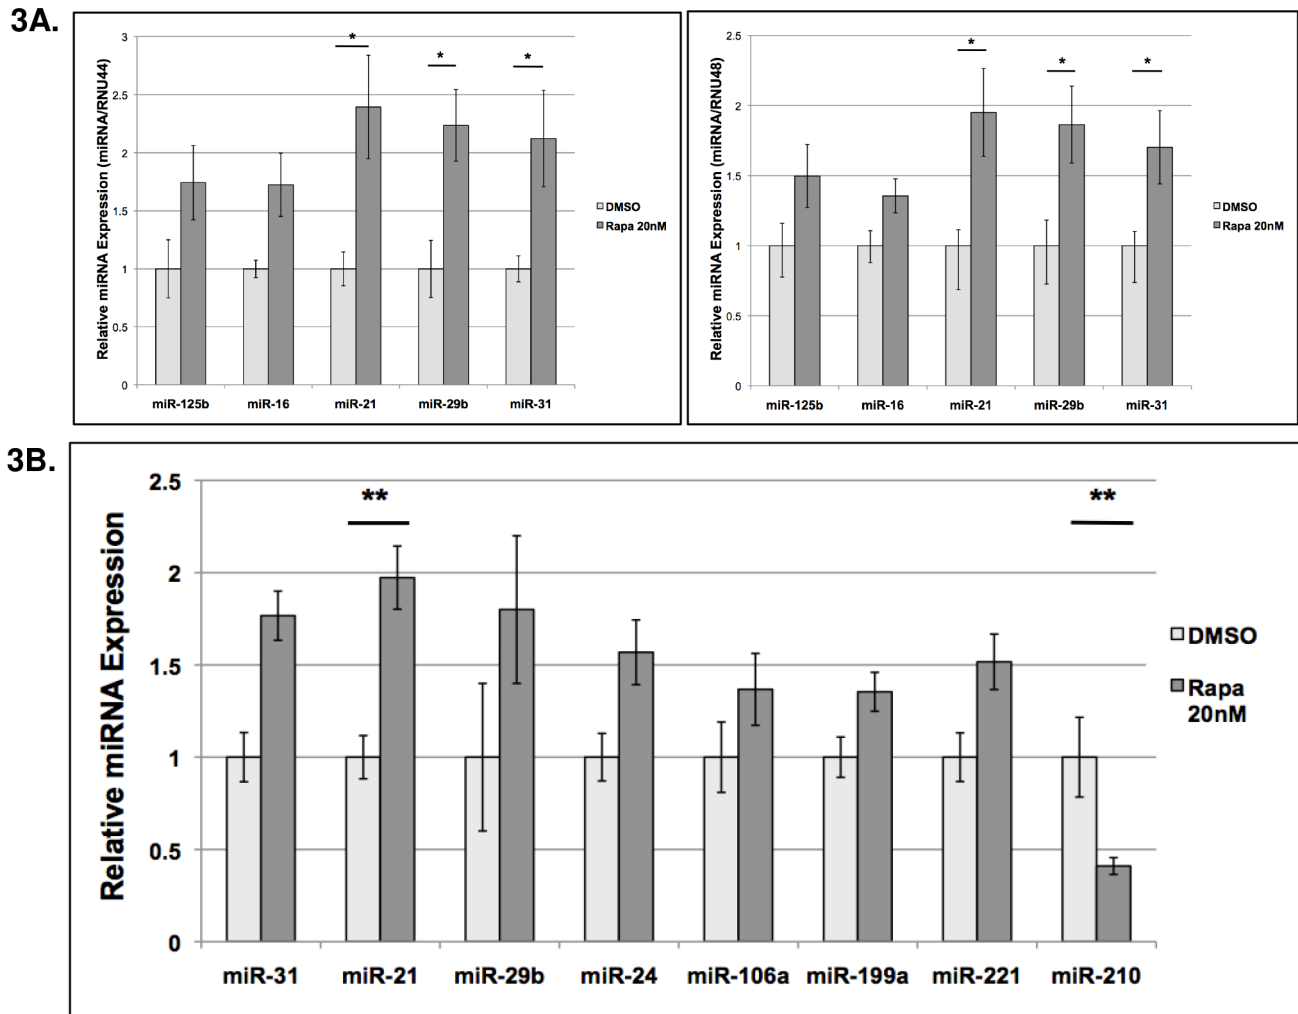 3A.
Relative miRNA Expression (miRNA/RNU44)
3
2.5
2
1.5
1
0.5
0
*
*
*
miR-125b miR-16 miR-21 miR-29b miR-31
DMSO
Rapa 20nM
Relative miRNA Expression (miRNA/RNU48)
2.5
2
1.5
1
0.5
0
*
*
*
miR-125b miR-16 miR-21 miR-29b miR-31
DMSO
Rapa 20nM
3B.
Relative miRNA Expression
2.5
2
1.5
1
0.5
0
**
**
miR-31 miR-21 miR-29b miR-24 miR-106a miR-199a miR-221 miR-210
DMSO
Rapa
20nM